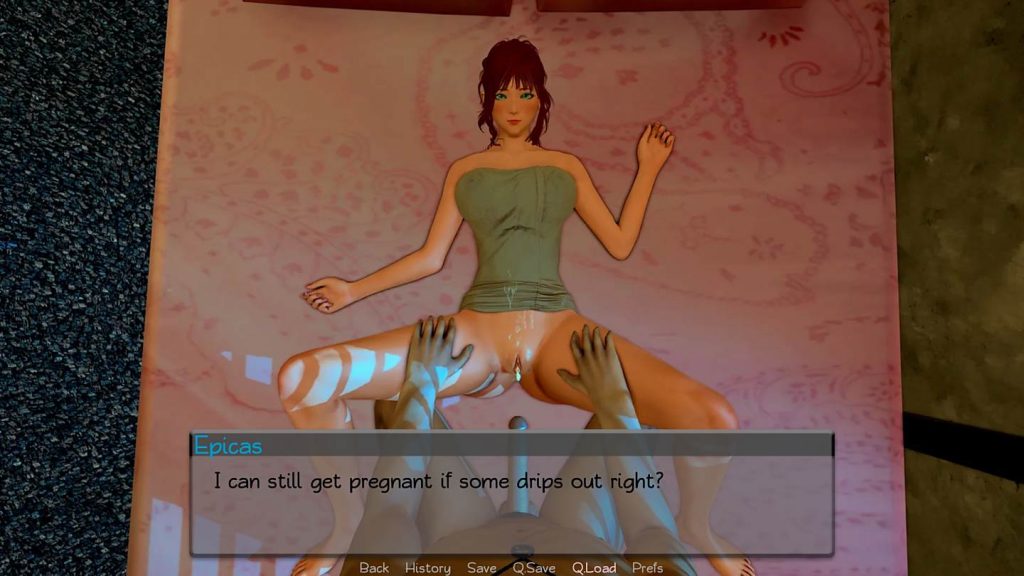 Epicas
I can still get pregnant if some drips out right?
Back History Save Q.Save Q.Load Prefs